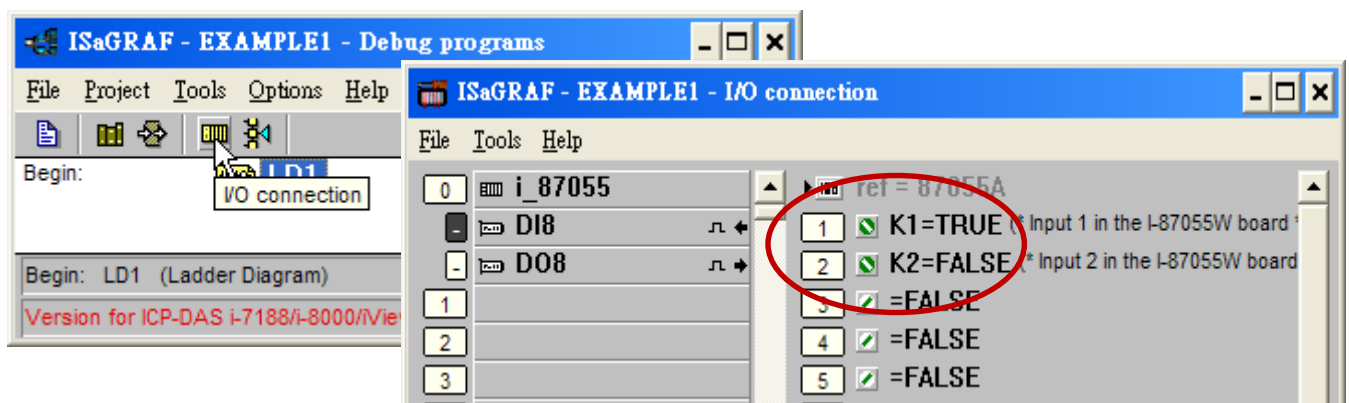 ISaGRAF - EXAMPLE1 - Debug programs
File Project Tools Options Help
Begin: LD1
I/O connection
Begin: LD1 (Ladder Diagram)
Version for ICP-DAS i-7188/i-8000/iVie
ISaGRAF - EXAMPLE1 - I/O connection
File Tools Help
0 i_87055
- DI8
- DO8
1
2
3
ref = 87055A
1 K1=TRUE (* Input 1 in the I-87055W board *
2 K2=FALSE (* Input 2 in the I-87055W board
3 =FALSE
4 =FALSE
5 =FALSE